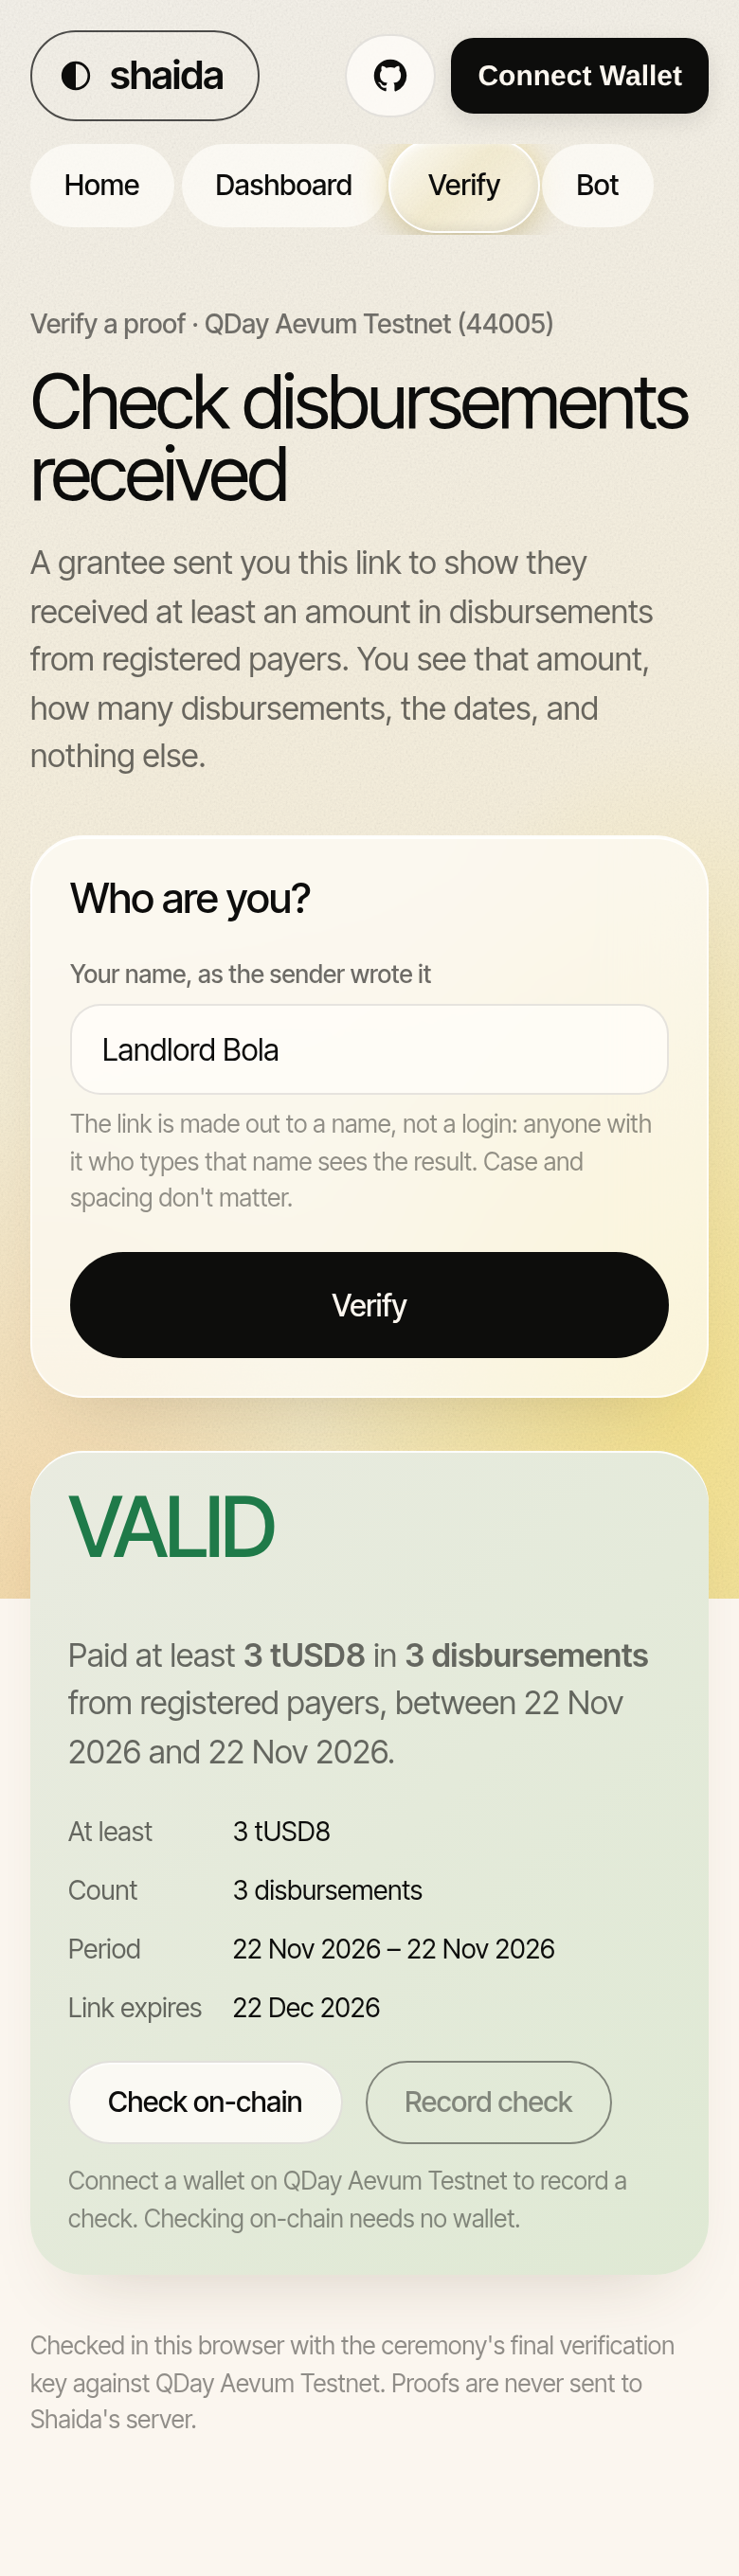 shaida
Connect Wallet
Home
Dashboard
Verify
Bot
Verify a proof · QDay Aevum Testnet (44005)
Check disbursements
received
A grantee sent you this link to show they
received at least an amount in disbursements
from registered payers. You see that amount,
how many disbursements, the dates, and
nothing else.
Who are you?
Your name, as the sender wrote it
Landlord Bola
The link is made out to a name, not a login: anyone with
it who types that name sees the result. Case and
spacing don't matter.
Verify
VALID
Paid at least 3 tUSD8 in 3 disbursements
from registered payers, between 22 Nov
2026 and 22 Nov 2026.
At least 3 tUSD8
Count 3 disbursements
Period 22 Nov 2026 – 22 Nov 2026
Link expires 22 Dec 2026
Check on-chain
Record check
Connect a wallet on QDay Aevum Testnet to record a
check. Checking on-chain needs no wallet.
Checked in this browser with the ceremony's final verification
key against QDay Aevum Testnet. Proofs are never sent to
Shaida's server.